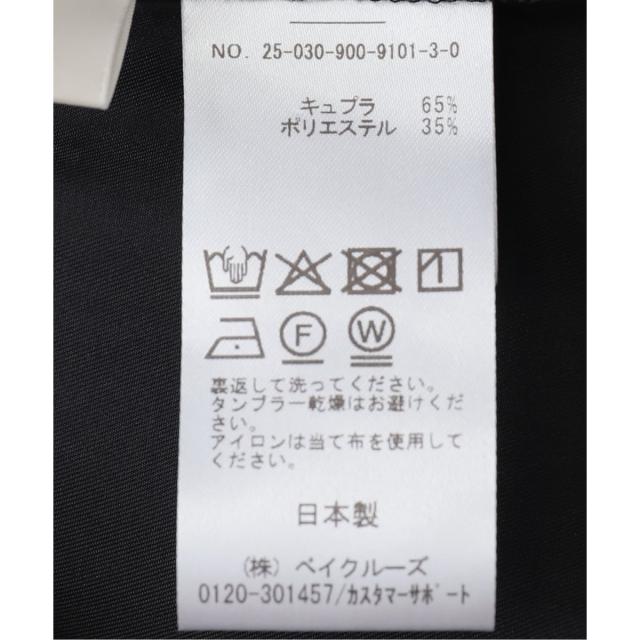 NO. 25-030-900-9101-3-0
キュプラ 65%
ポリエステル 35%
F
W
裏返して洗ってください。
タンブラー乾燥はお避けくだ
さい。
アイロンは当て布を使用して
ください。
日本製
(株) ベイクルーズ
0120-301457/カスタマーサポート